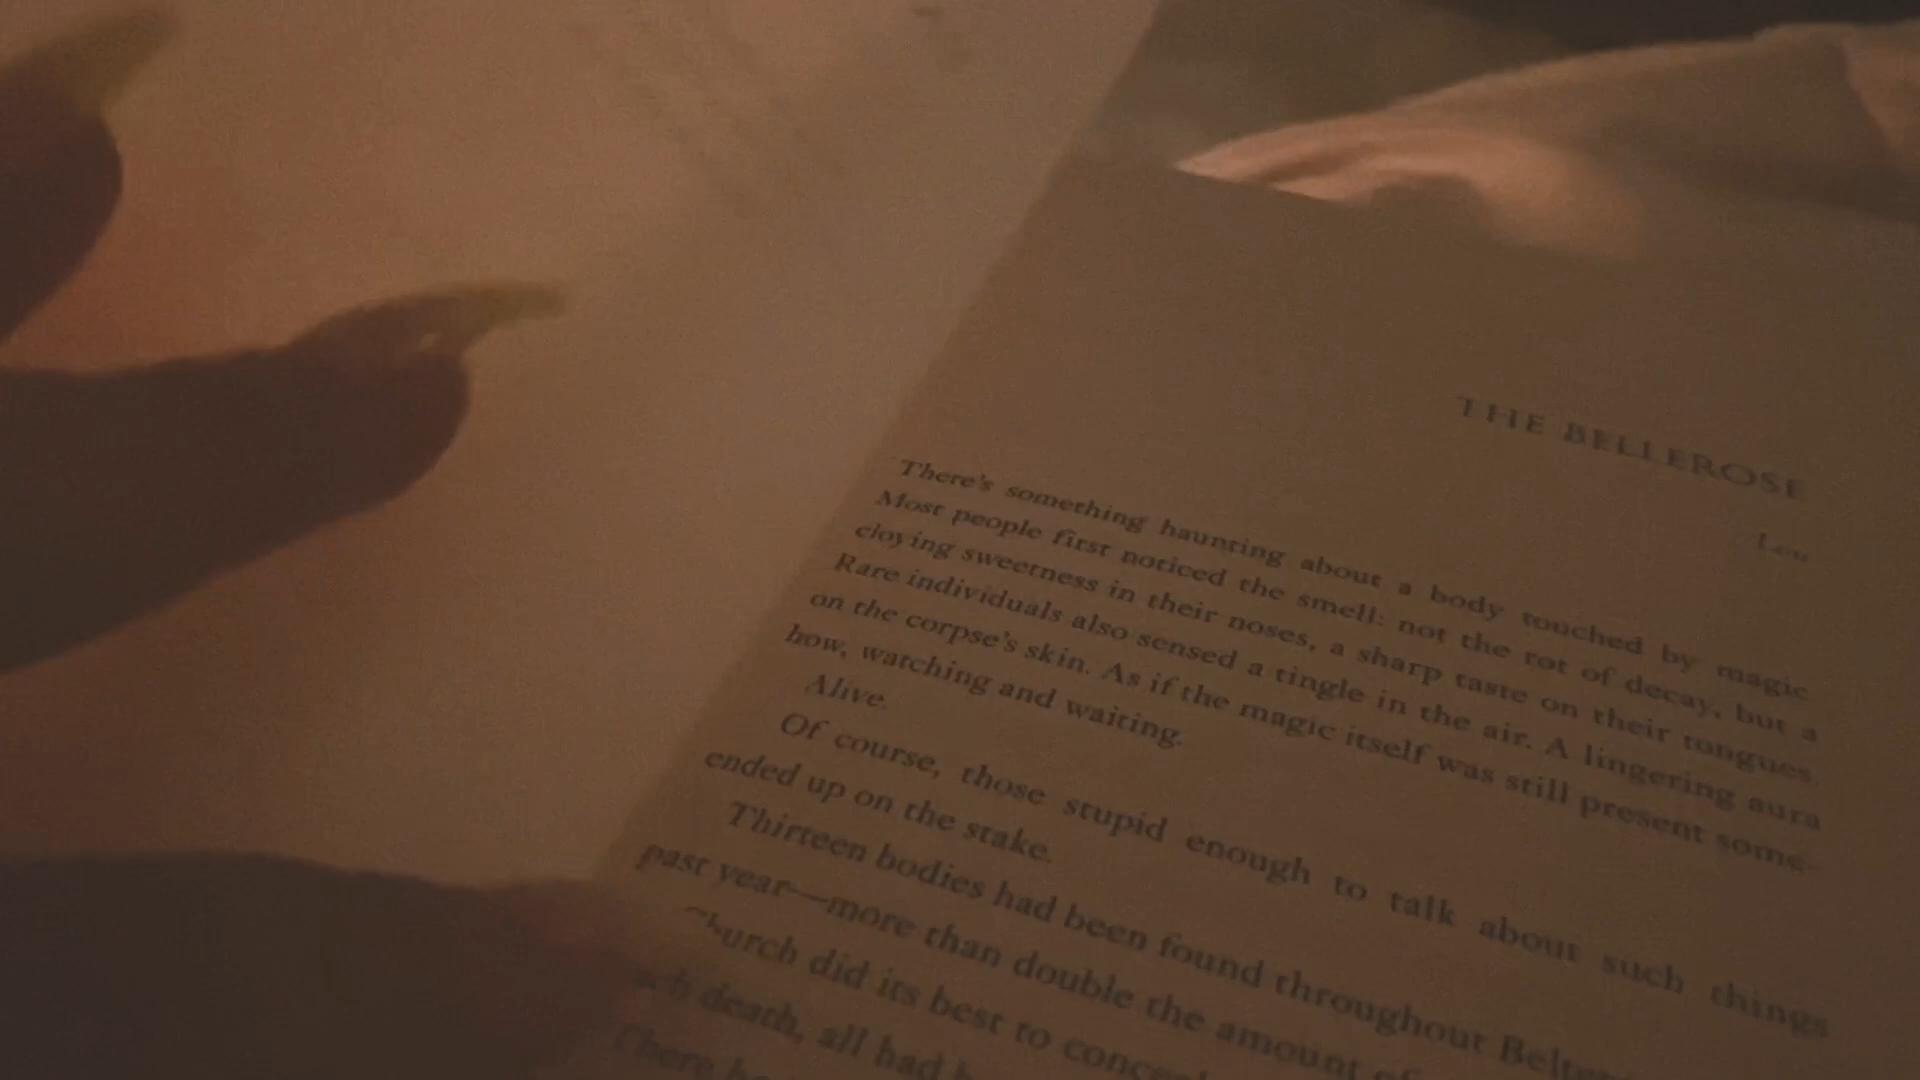 THE BELLEROSE
Lou
There's something haunting about a body touched by magic
Most people first noticed the smell: not the rot of decay, but a
cloying sweetness in their noses, a sharp taste on their tongues.
Rare individuals also sensed a tingle in the air. A lingering aura
on the corpse's skin. As if the magic itself was still present some-
how, watching and waiting.
Alive.
Of course, those stupid enough to talk about such things
ended up on the stake.
Thirteen bodies had been found throughout
past year—more than double the amount of
did its best to
death, all had